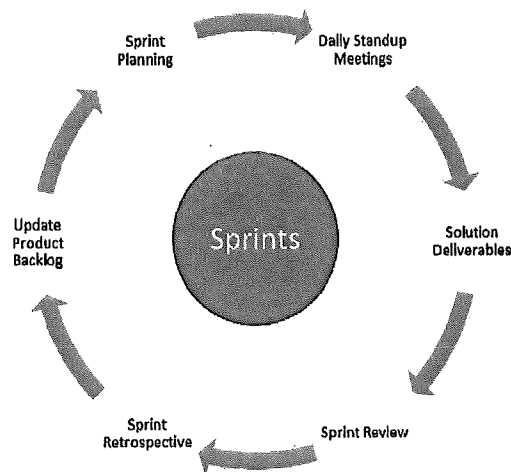 Sprint
Planning
Daily Standup
Meetings
Solution
Deliverables
Sprint Review
Sprint
Retrospective
Update
Product
Backlog
Sprints